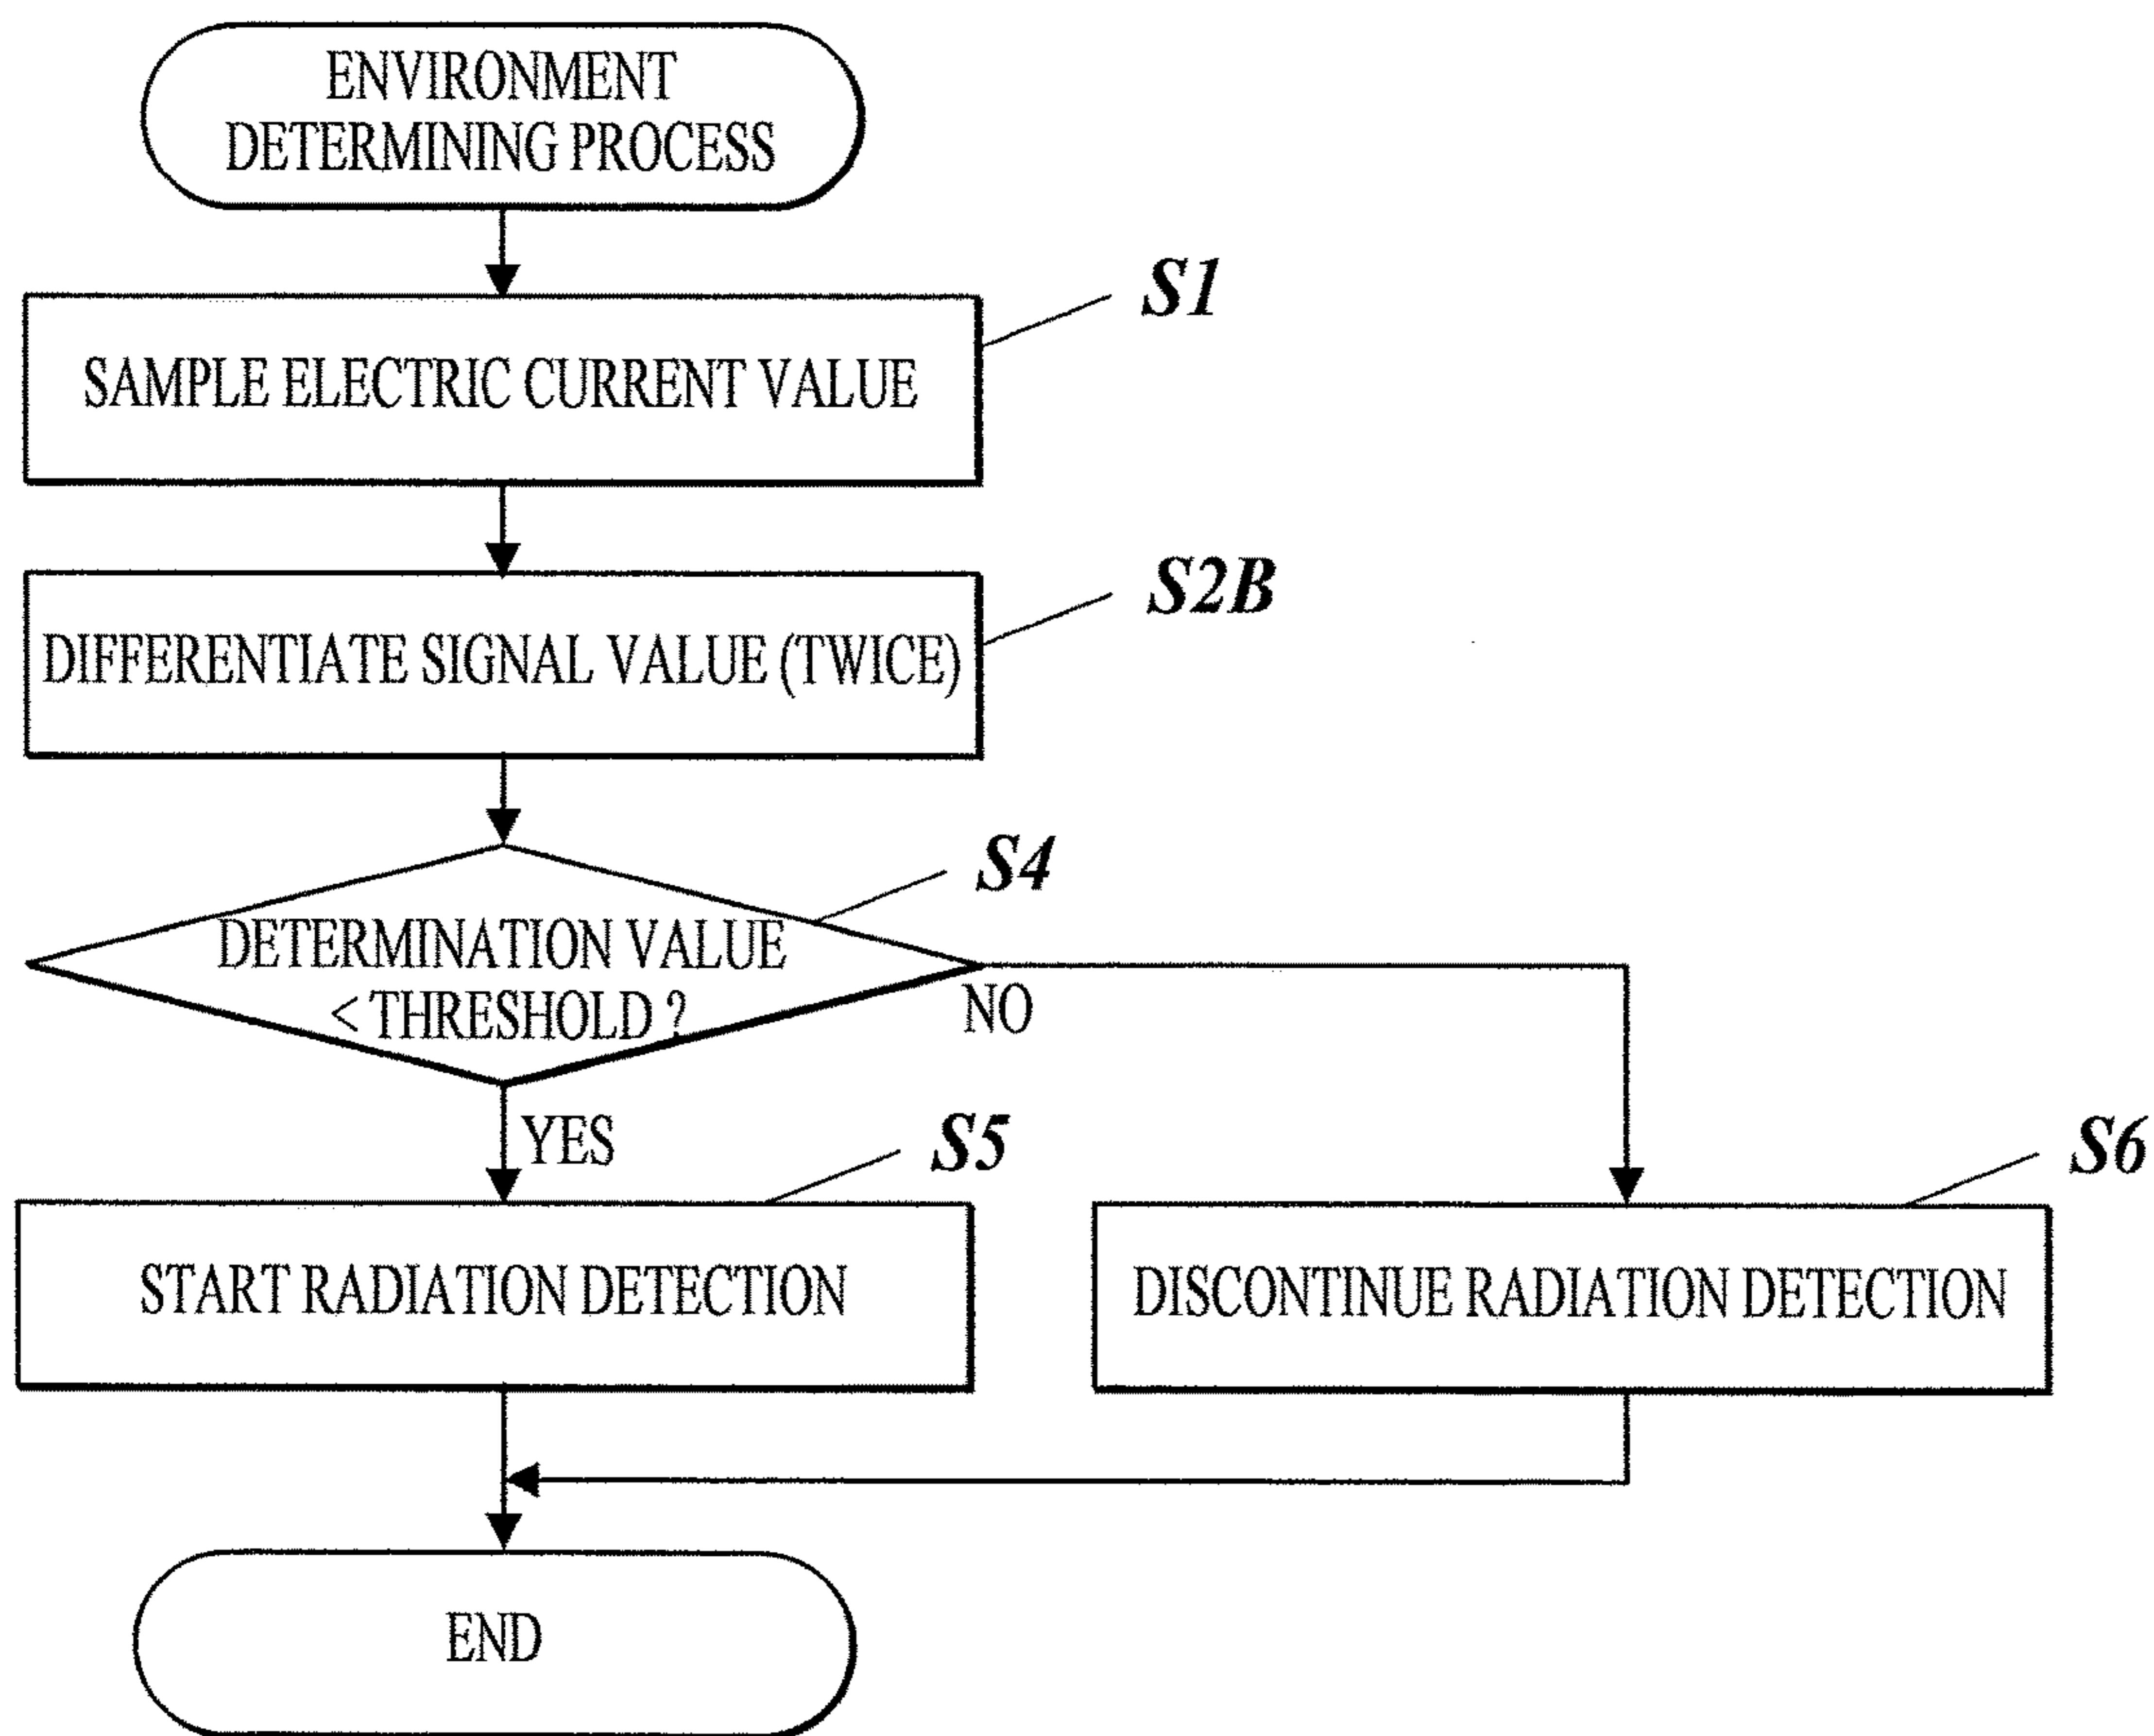 ENVIRONMENT
DETERMINING PROCESS
S1
SAMPLE ELECTRIC CURRENT VALUE
S2B
DIFFERENTIATE SIGNAL VALUE (TWICE)
S4
DETERMINATION VALUE
< THRESHOLD ?
NO
YES
S5
S6
START RADIATION DETECTION
DISCONTINUE RADIATION DETECTION
END